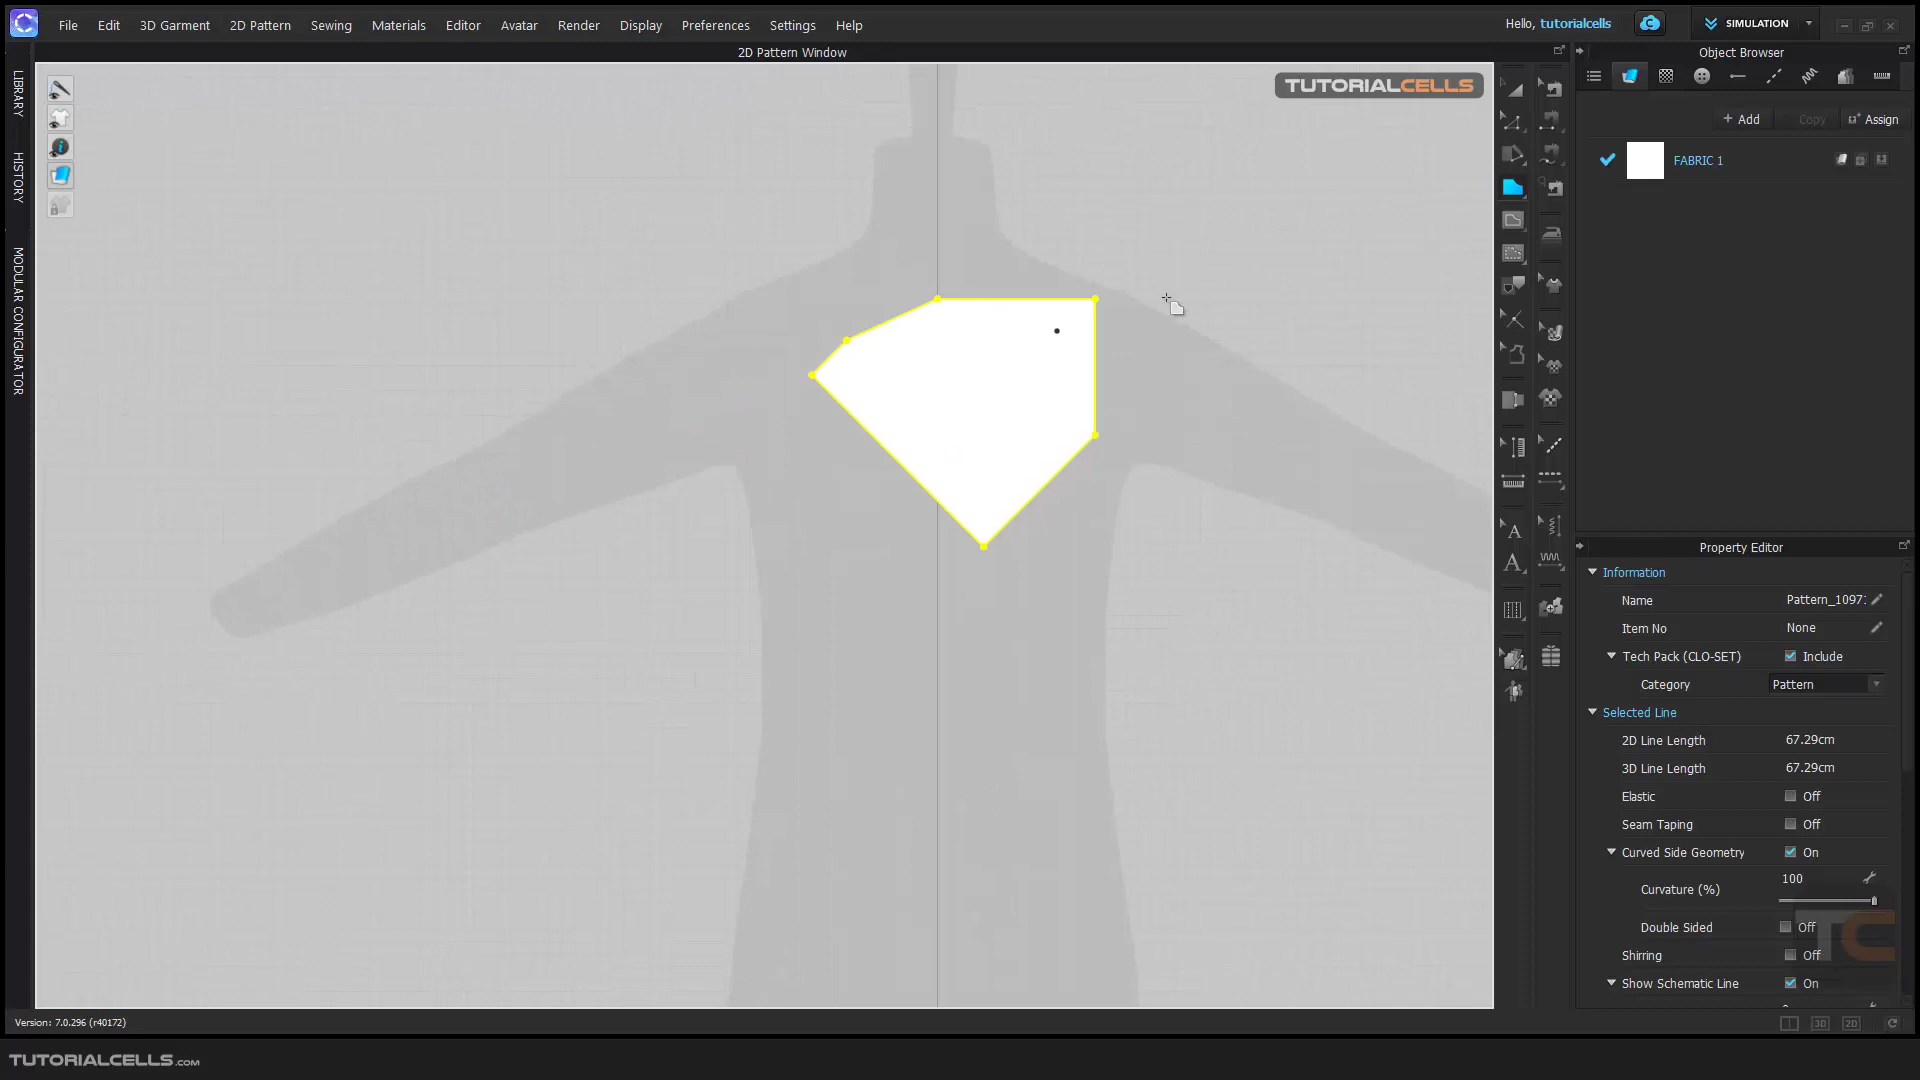 File Edit 3D Garment 2D Pattern Sewing Materials Editor Avatar Render Display Preferences Settings Help
Hello, tutorialcells
SIMULATION
2D Pattern Window
Object Browser
LIBRARY
HISTORY
MODULAR CONFIGURATOR
TUTORIALCELLS
+ Add Copy Assign
FABRIC 1
A
A
Property Editor
Information
Name Pattern_1097
Item No None
Tech Pack (CLO-SET) Include
Category Pattern
Selected Line
2D Line Length 67.29cm
3D Line Length 67.29cm
Elastic Off
Seam Taping Off
Curved Side Geometry On
Curvature (%) 100
Double Sided Off
Shirring Off
Show Schematic Line On
TC
Version: 7.0.296 (r40172)
3D 2D
TUTORIALCELLS.com